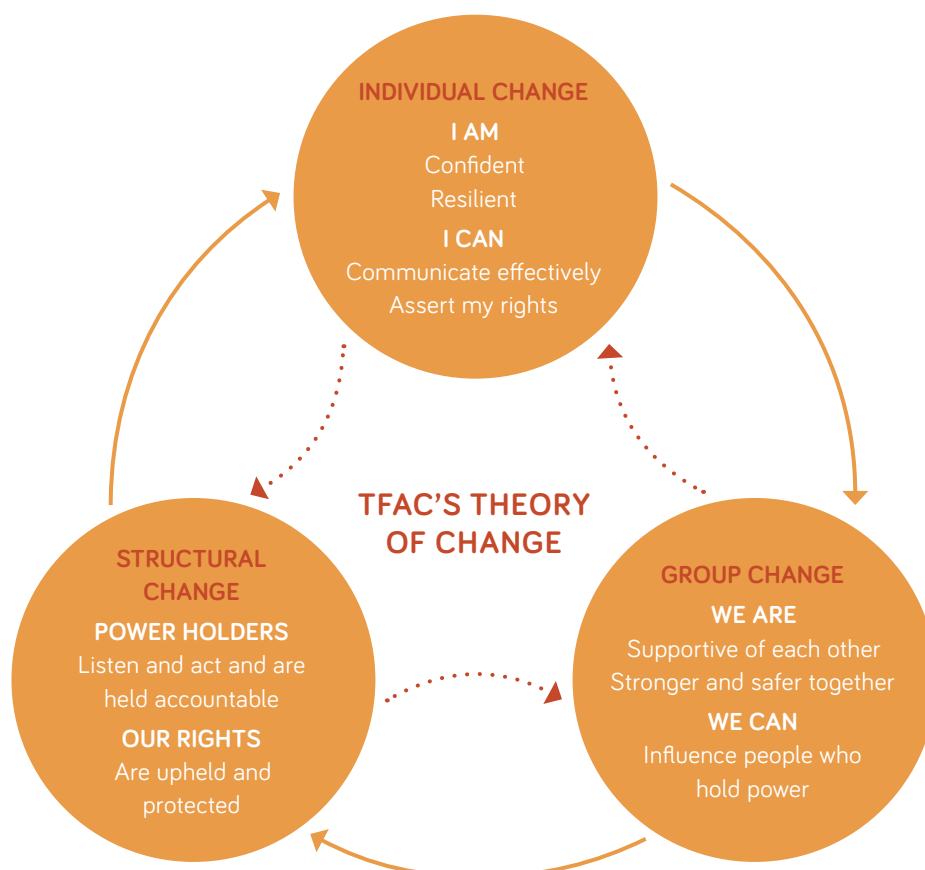 INDIVIDUAL CHANGE
I AM
Confident
Resilient
I CAN
Communicate effectively
Assert my rights
TFAC'S THEORY
OF CHANGE
STRUCTURAL
CHANGE
POWER HOLDERS
Listen and act and are
held accountable
OUR RIGHTS
Are upheld and
protected
GROUP CHANGE
WE ARE
Supportive of each other
Stronger and safer together
WE CAN
Influence people who
hold power